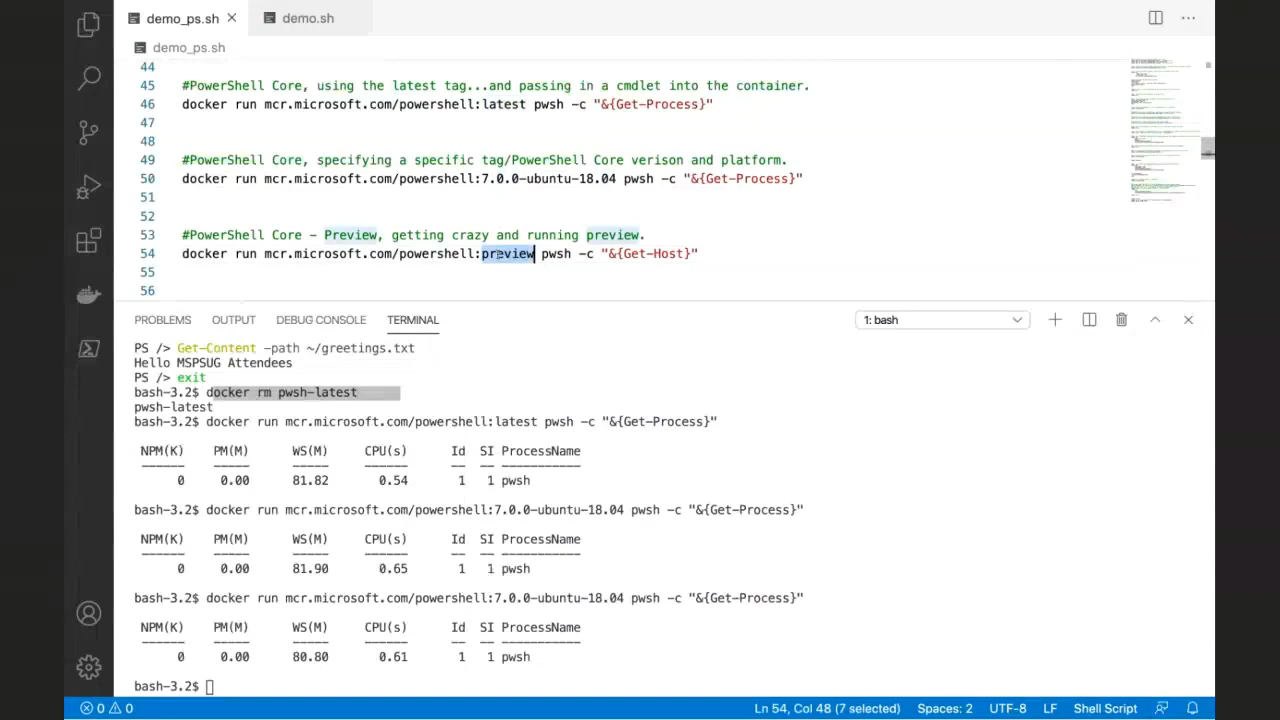 demo_ps.sh
demo.sh
demo_ps.sh
44
45 #PowerShell Core, using the latest tag...and passing in a cmdlet into the container.
46 docker run mcr.microsoft.com/powershell:latest pwsh -c "&{Get-Process}"
47
48
49 #PowerShell Core, specifying a specific PowerShell Core verison and platform.
50 docker run mcr.microsoft.com/powershell:7.0.0-ubuntu-18.04 pwsh -c "&{Get-Process}"
51
52
53 #PowerShell Core - Preview, getting crazy and running preview.
54 docker run mcr.microsoft.com/powershell:preview pwsh -c "&{Get-Host}"
55
56
PROBLEMS OUTPUT DEBUG CONSOLE TERMINAL 1: bash
PS /> Get-Content -path ~/greetings.txt
Hello MSPSUG Attendees
PS /> exit
bash-3.2$ docker rm pwsh-latest
pwsh-latest
bash-3.2$ docker run mcr.microsoft.com/powershell:latest pwsh -c "&{Get-Process}"
NPM(K) PM(M) WS(M) CPU(s) Id SI ProcessName
------ ----- ----- ------ -- -- -----------
0 0.00 81.82 0.54 1 1 pwsh
bash-3.2$ docker run mcr.microsoft.com/powershell:7.0.0-ubuntu-18.04 pwsh -c "&{Get-Process}"
NPM(K) PM(M) WS(M) CPU(s) Id SI ProcessName
------ ----- ----- ------ -- -- -----------
0 0.00 81.90 0.65 1 1 pwsh
bash-3.2$ docker run mcr.microsoft.com/powershell:7.0.0-ubuntu-18.04 pwsh -c "&{Get-Process}"
NPM(K) PM(M) WS(M) CPU(s) Id SI ProcessName
------ ----- ----- ------ -- -- -----------
0 0.00 80.80 0.61 1 1 pwsh
bash-3.2$
0 0 Ln 54, Col 48 (7 selected) Spaces: 2 UTF-8 LF Shell Script